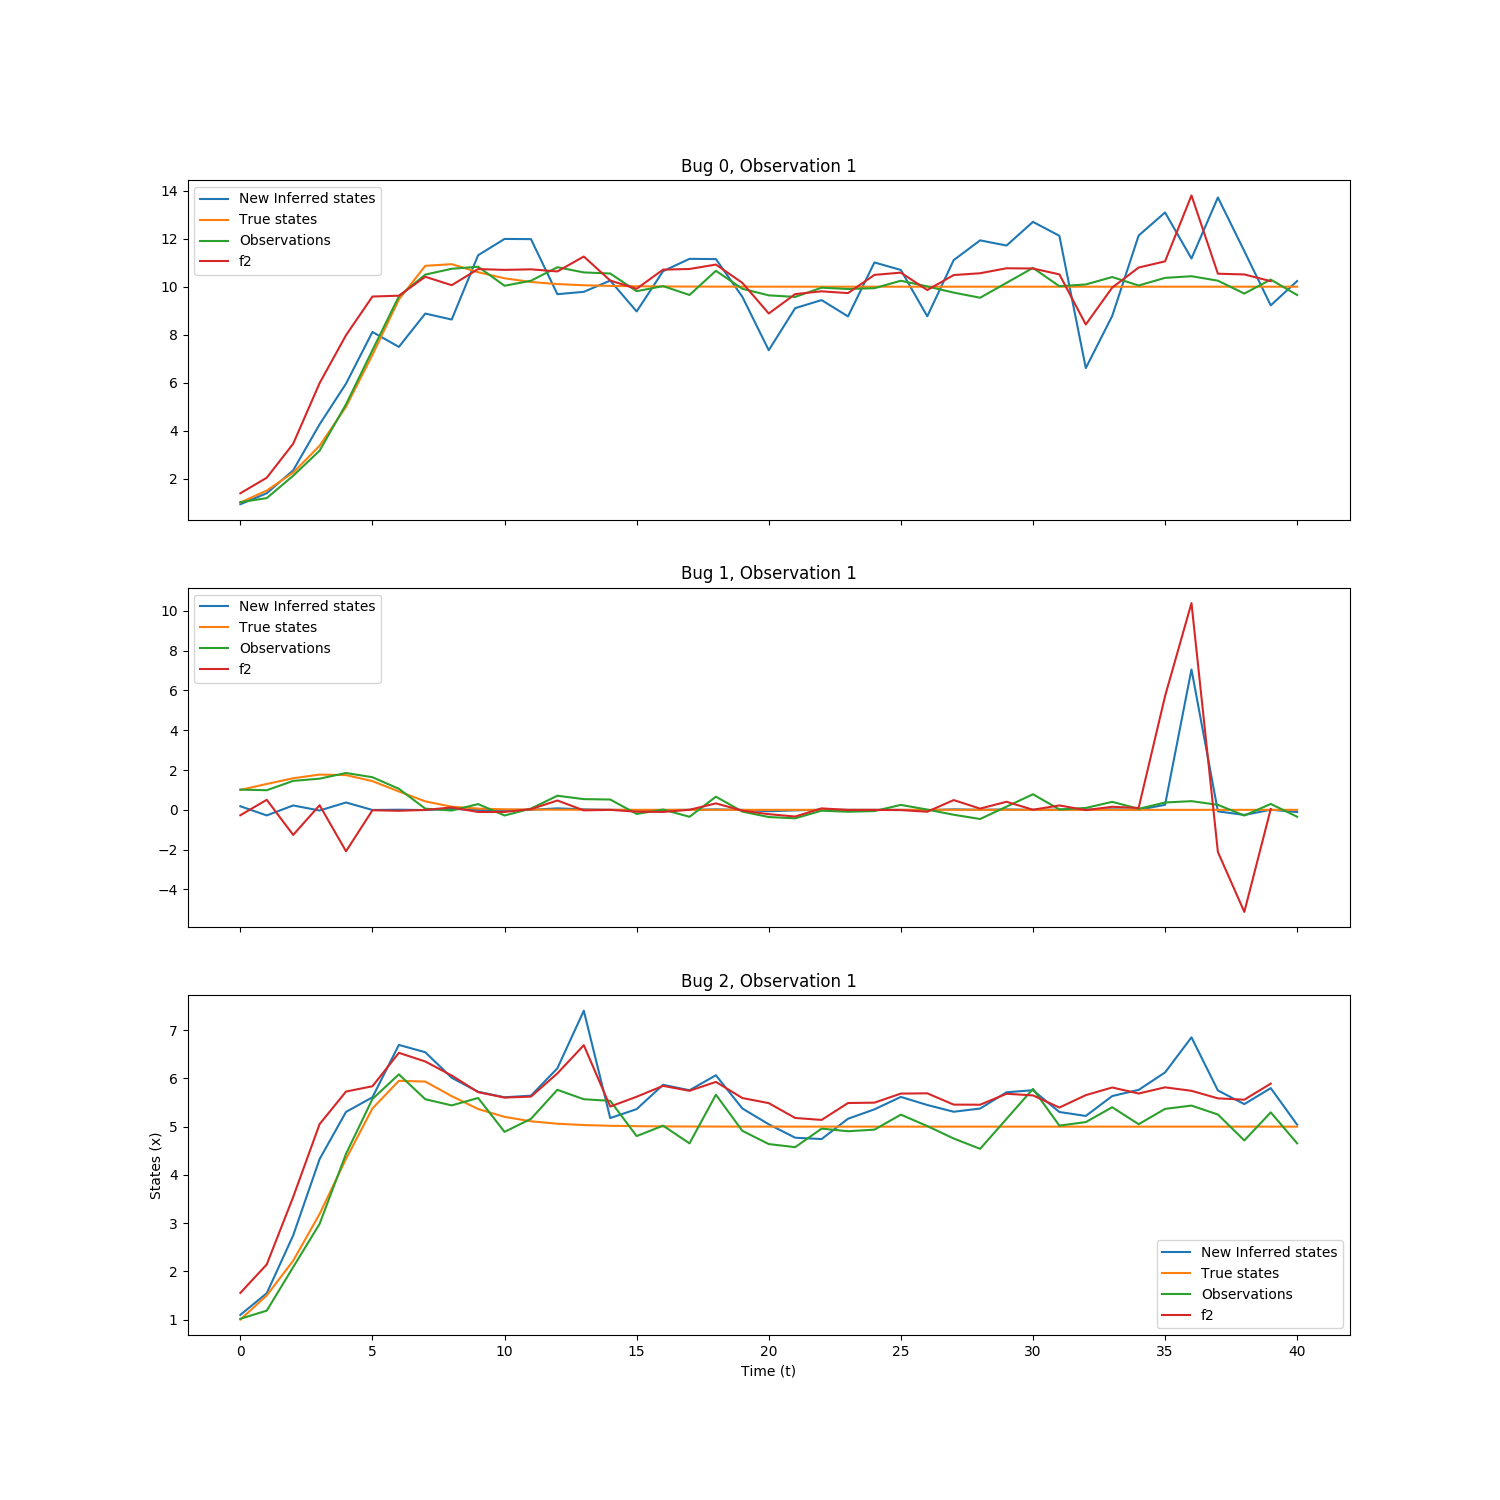 Bug 0, Observation 1
14
12
10
8
6
4
2
New Inferred states
True states
Observations
f2
Bug 1, Observation 1
10
8
6
4
2
0
−2
−4
New Inferred states
True states
Observations
f2
Bug 2, Observation 1
States (x)
7
6
5
4
3
2
1
New Inferred states
True states
Observations
f2
0 5 10 15 20 25 30 35 40
Time (t)